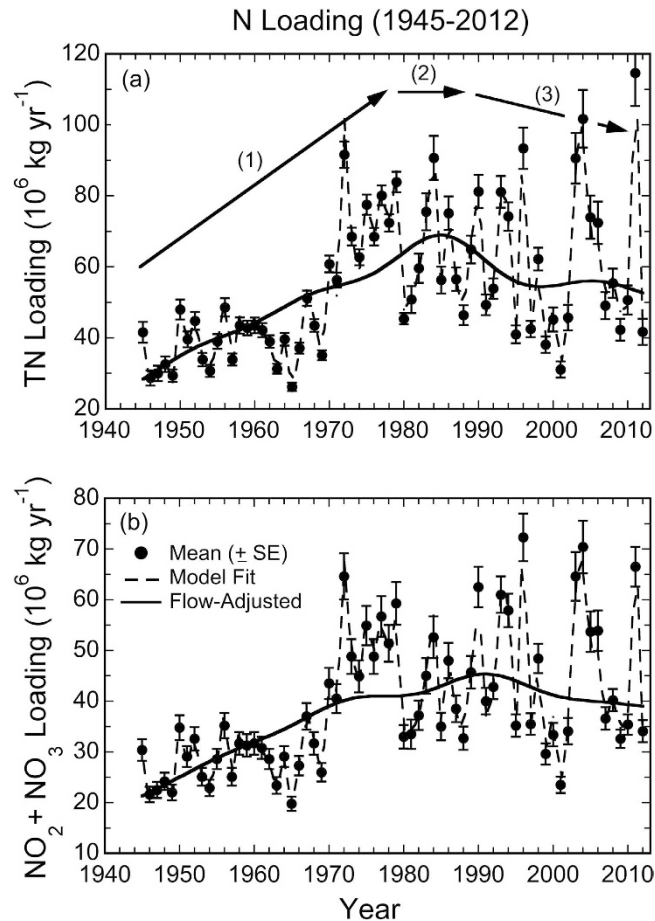 N Loading (1945-2012)
(a)
(1)
(2)
(3)
TN Loading (10⁶ kg yr⁻¹)
120
100
80
60
40
20
1940 1950 1960 1970 1980 1990 2000 2010
(b)
Mean (± SE)
Model Fit
Flow-Adjusted
NO₂ + NO₃ Loading (10⁶ kg yr⁻¹)
80
70
60
50
40
30
20
10
1940 1950 1960 1970 1980 1990 2000 2010
Year